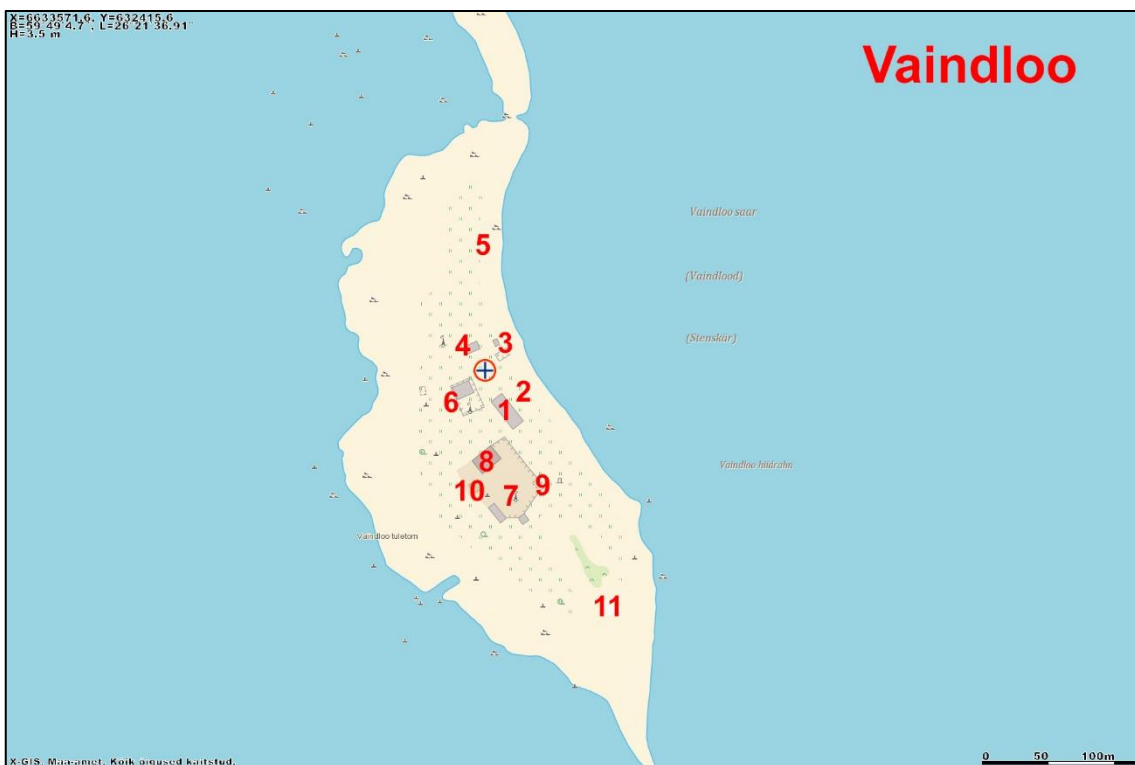 X=6633571,6, Y=632415,6
B=59°49'4.7", L=26°21'36.91"
H=3.5 m
Vaindloo
Vaindloo saar
5
(Vaindlood)
(Stenskär)
4
3
2
6
1
8
Vaindloo hiidrahn
10
7
9
Vaindloo tuletorn
11
X-GIS, Maa-amet, Kõik õigused kaitstud.
0 50 100m